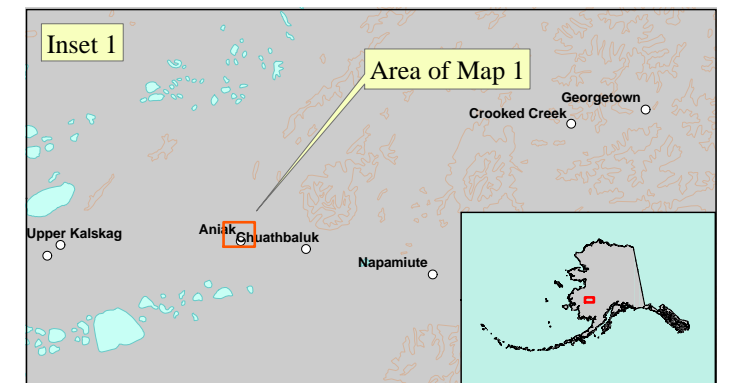 Inset 1
Area of Map 1
Georgetown
Crooked Creek
Aniak
Chuathbaluk
Upper Kalskag
Napamiute